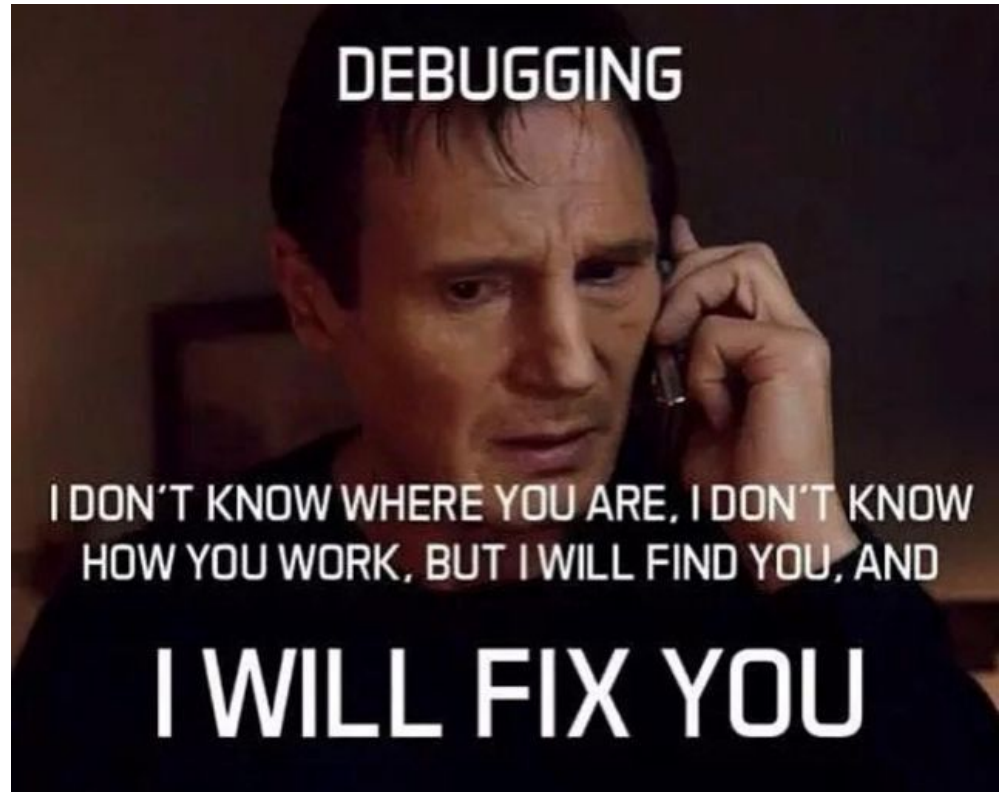 DEBUGGING
I DON'T KNOW WHERE YOU ARE, I DON'T KNOW
HOW YOU WORK, BUT I WILL FIND YOU, AND
I WILL FIX YOU